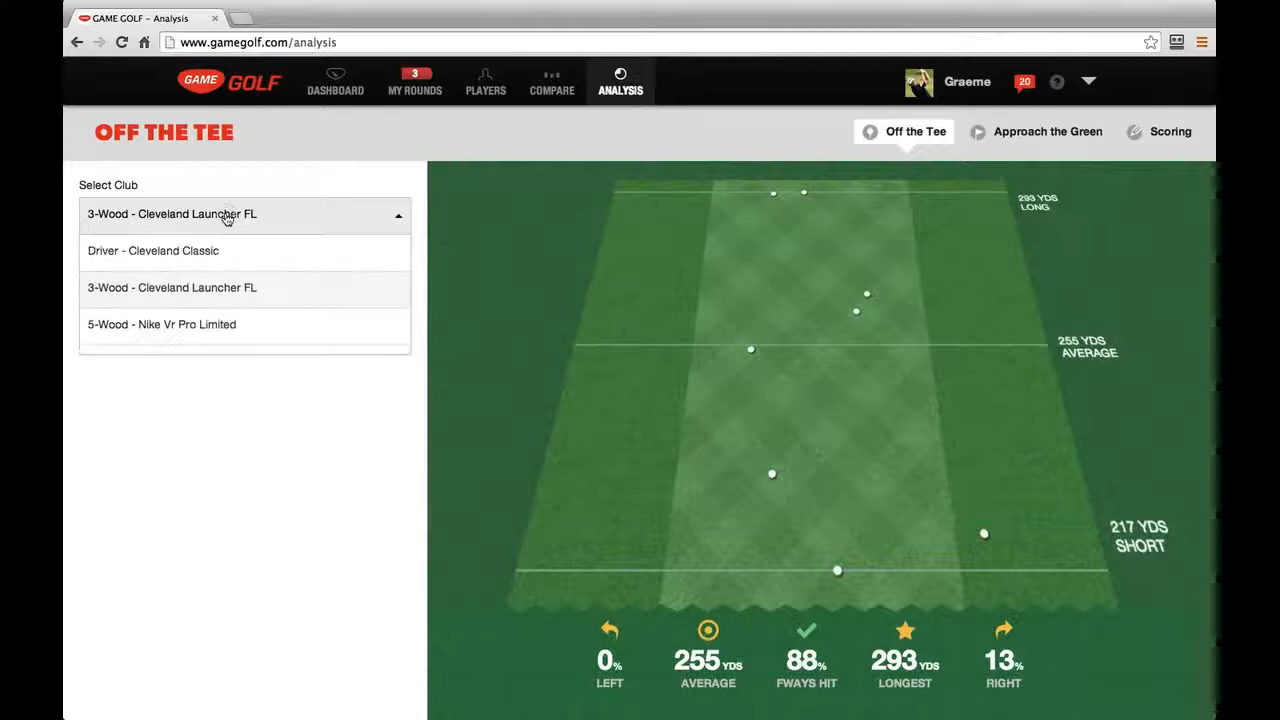 GAME GOLF - Analysis
www.gamegolf.com/analysis
GAME GOLF
DASHBOARD
3
MY ROUNDS
PLAYERS
COMPARE
ANALYSIS
Graeme
20
OFF THE TEE
Off the Tee
Approach the Green
Scoring
Select Club
3-Wood - Cleveland Launcher FL
Driver - Cleveland Classic
3-Wood - Cleveland Launcher FL
5-Wood - Nike Vr Pro Limited
293 YDS
LONG
255 YDS
AVERAGE
217 YDS
SHORT
0%
LEFT
255 YDS
AVERAGE
88%
FWAYS HIT
293 YDS
LONGEST
13%
RIGHT